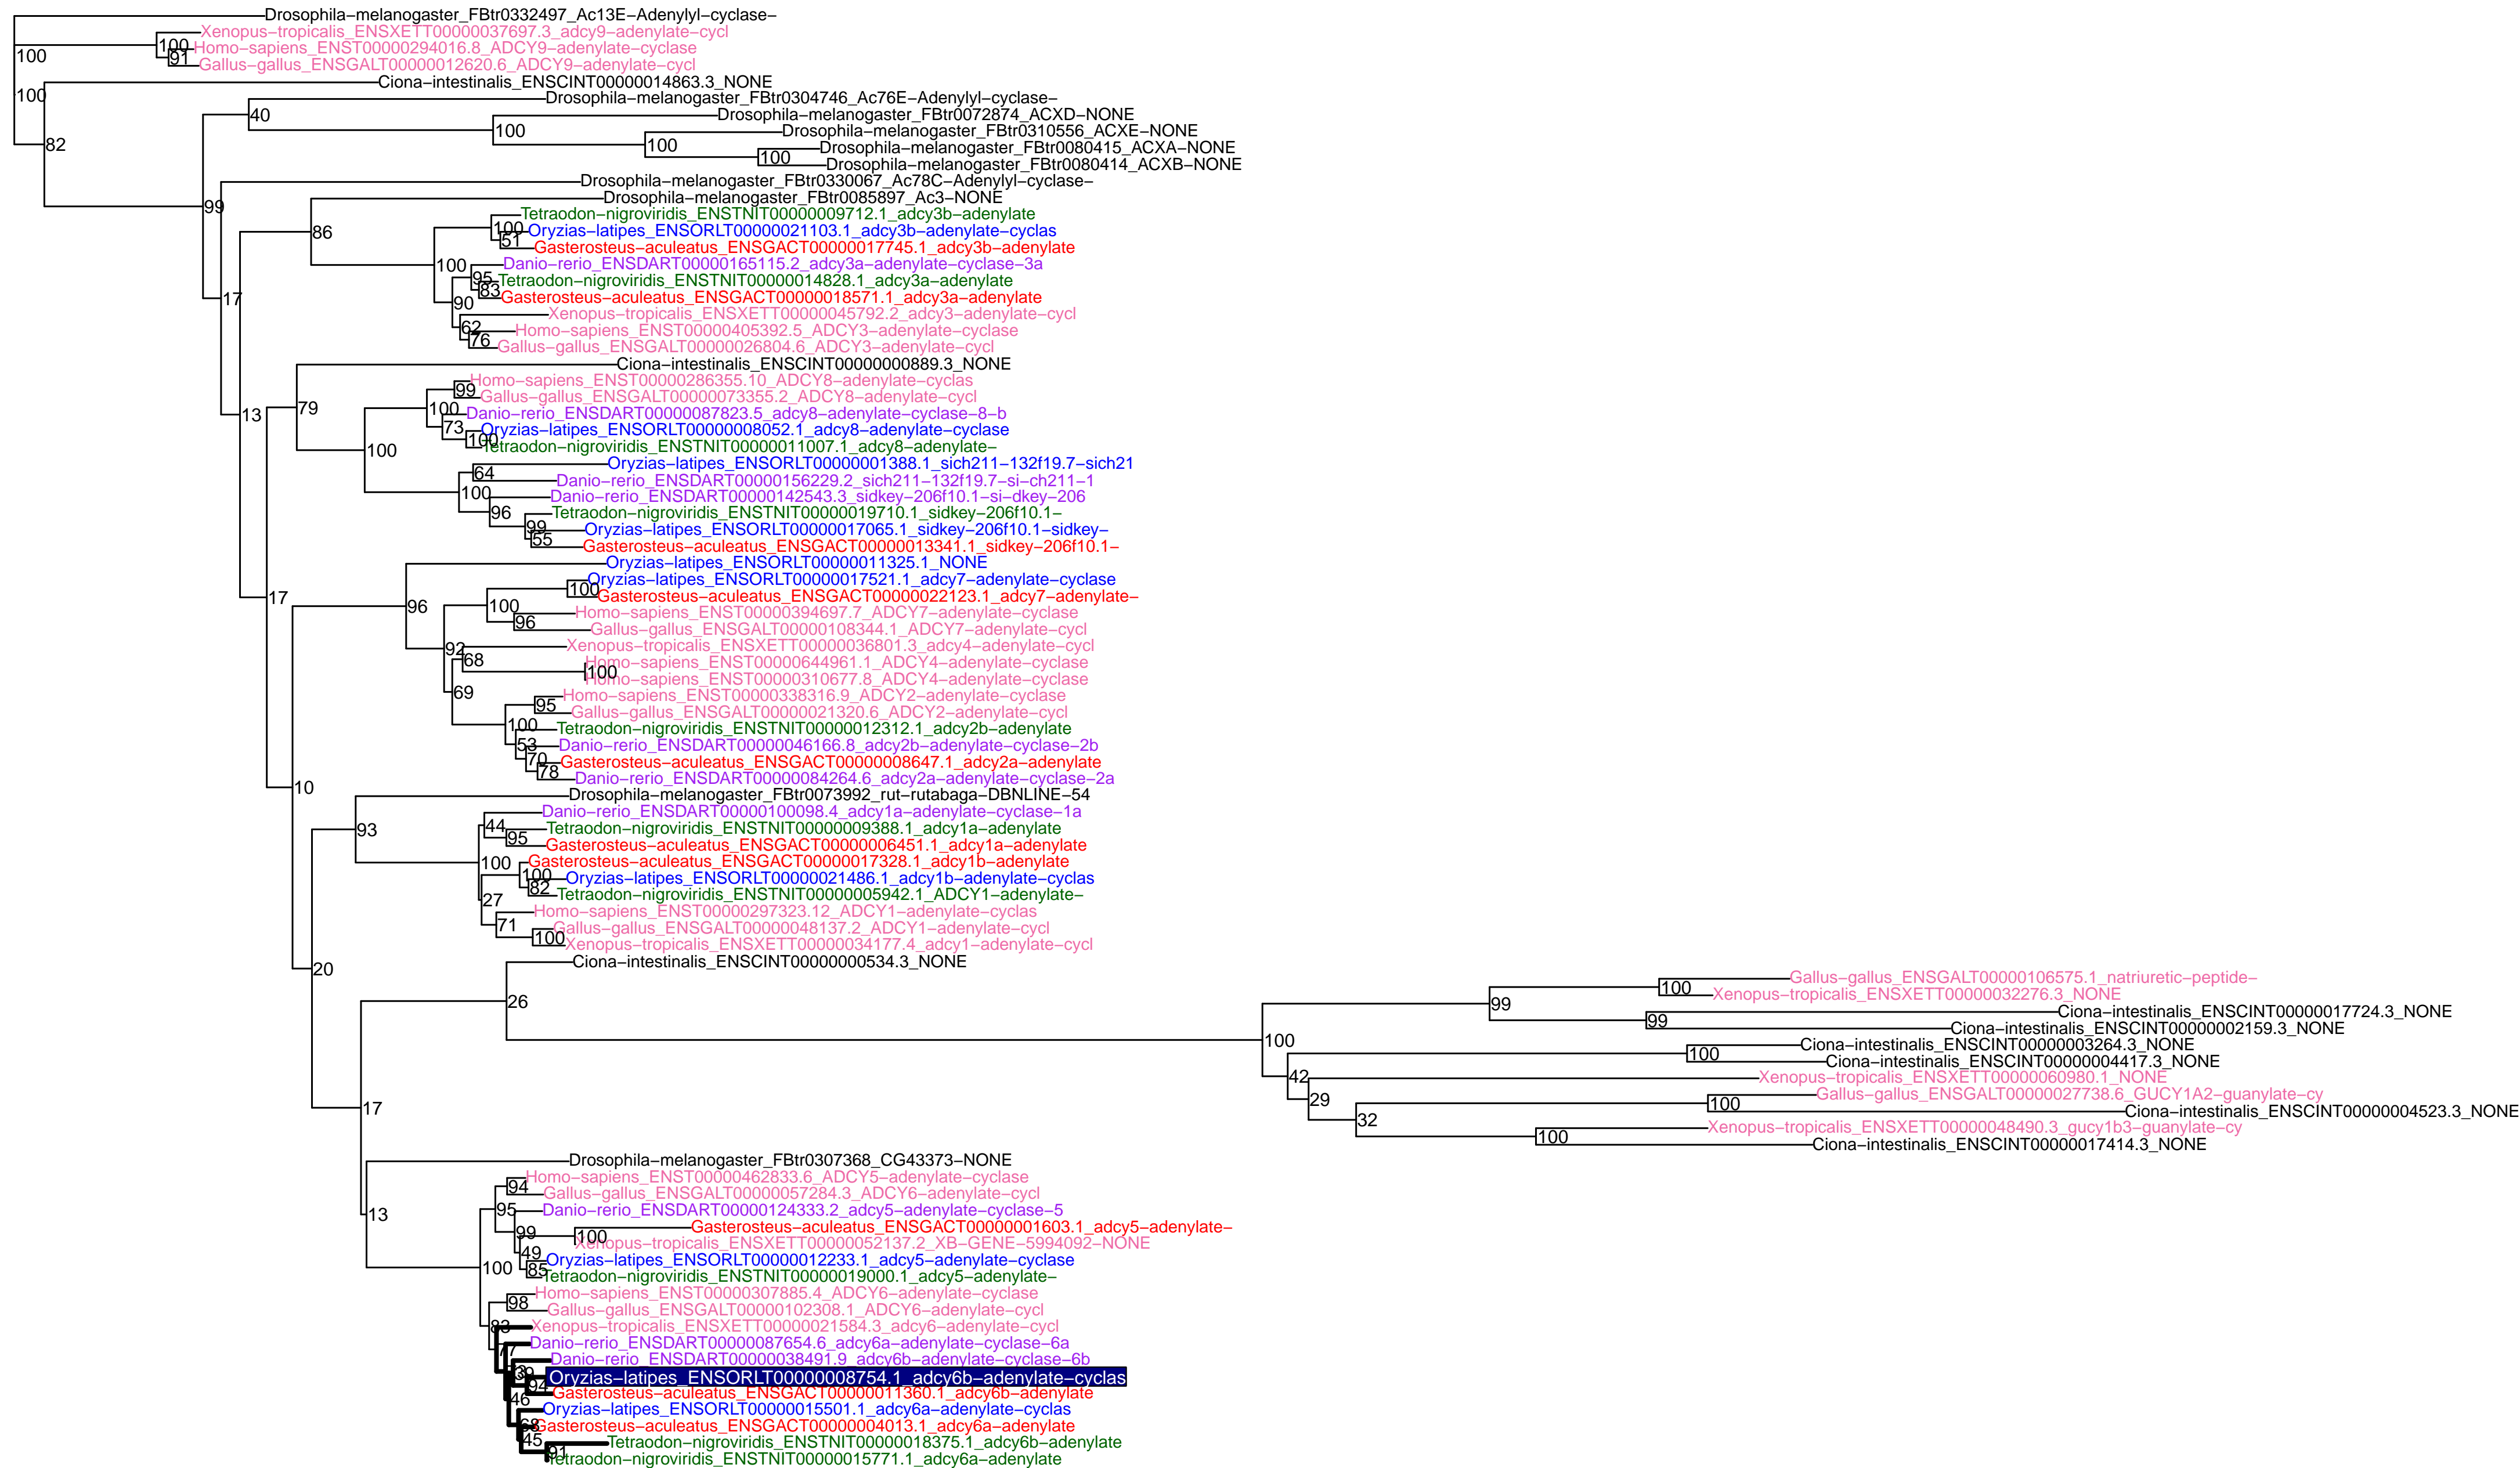 Drosophila−melanogaster_FBtr0332497_Ac13E−Adenylyl−cyclase−
Xenopus−tropicalis_ENSXETT00000037697.3_adcy9−adenylate−cycl
100
Homo−sapiens_ENST00000294016.8_ADCY9−adenylate−cyclase
100
91
Gallus−gallus_ENSGALT00000012620.6_ADCY9−adenylate−cycl
Ciona−intestinalis_ENSCINT00000014863.3_NONE
100
Drosophila−melanogaster_FBtr0304746_Ac76E−Adenylyl−cyclase−
40
Drosophila−melanogaster_FBtr0072874_ACXD−NONE
100
Drosophila−melanogaster_FBtr0310556_ACXE−NONE
82
100
Drosophila−melanogaster_FBtr0080415_ACXA−NONE
100
Drosophila−melanogaster_FBtr0080414_ACXB−NONE
Drosophila−melanogaster_FBtr0330067_Ac78C−Adenylyl−cyclase−
Drosophila−melanogaster_FBtr0085897_Ac3−NONE
99
Tetraodon−nigroviridis_ENSTNIT00000009712.1_adcy3b−adenylate
86
100
Oryzias−latipes_ENSORLT00000021103.1_adcy3b−adenylate−cyclas
51
Gasterosteus−aculeatus_ENSGACT00000017745.1_adcy3b−adenylate
100
Danio−rerio_ENSDART00000165115.2_adcy3a−adenylate−cyclase−3a
95
Tetraodon−nigroviridis_ENSTNIT00000014828.1_adcy3a−adenylate
83
17
Gasterosteus−aculeatus_ENSGACT00000018571.1_adcy3a−adenylate
90
Xenopus−tropicalis_ENSXETT00000045792.2_adcy3−adenylate−cycl
62
Homo−sapiens_ENST00000405392.5_ADCY3−adenylate−cyclase
76
Gallus−gallus_ENSGALT00000026804.6_ADCY3−adenylate−cycl
Ciona−intestinalis_ENSCINT00000000889.3_NONE
Homo−sapiens_ENST00000286355.10_ADCY8−adenylate−cyclas
99
Gallus−gallus_ENSGALT00000073355.2_ADCY8−adenylate−cycl
79
100
13
Danio−rerio_ENSDART00000087823.5_adcy8−adenylate−cyclase−8−b
73
Oryzias−latipes_ENSORLT00000008052.1_adcy8−adenylate−cyclase
100
Tetraodon−nigroviridis_ENSTNIT00000011007.1_adcy8−adenylate−
100
Oryzias−latipes_ENSORLT00000001388.1_sich211−132f19.7−sich21
64
Danio−rerio_ENSDART00000156229.2_sich211−132f19.7−si−ch211−1
100
Danio−rerio_ENSDART00000142543.3_sidkey−206f10.1−si−dkey−206
96
Tetraodon−nigroviridis_ENSTNIT00000019710.1_sidkey−206f10.1−
99
Oryzias−latipes_ENSORLT00000017065.1_sidkey−206f10.1−sidkey−
55
Gasterosteus−aculeatus_ENSGACT00000013341.1_sidkey−206f10.1−
Oryzias−latipes_ENSORLT00000011325.1_NONE
Oryzias−latipes_ENSORLT00000017521.1_adcy7−adenylate−cyclase
100
17
Gasterosteus−aculeatus_ENSGACT00000022123.1_adcy7−adenylate−
96
100
Homo−sapiens_ENST00000394697.7_ADCY7−adenylate−cyclase
96
Gallus−gallus_ENSGALT00000108344.1_ADCY7−adenylate−cycl
Xenopus−tropicalis_ENSXETT00000036801.3_adcy4−adenylate−cycl
92
68
Homo−sapiens_ENST00000644961.1_ADCY4−adenylate−cyclase
100
Homo−sapiens_ENST00000310677.8_ADCY4−adenylate−cyclase
69
Homo−sapiens_ENST00000338316.9_ADCY2−adenylate−cyclase
95
Gallus−gallus_ENSGALT00000021320.6_ADCY2−adenylate−cycl
100
Tetraodon−nigroviridis_ENSTNIT00000012312.1_adcy2b−adenylate
53
Danio−rerio_ENSDART00000046166.8_adcy2b−adenylate−cyclase−2b
70
Gasterosteus−aculeatus_ENSGACT00000008647.1_adcy2a−adenylate
78
Danio−rerio_ENSDART00000084264.6_adcy2a−adenylate−cyclase−2a
10
Drosophila−melanogaster_FBtr0073992_rut−rutabaga−DBNLINE−54
Danio−rerio_ENSDART00000100098.4_adcy1a−adenylate−cyclase−1a
93
44
Tetraodon−nigroviridis_ENSTNIT00000009388.1_adcy1a−adenylate
95
Gasterosteus−aculeatus_ENSGACT00000006451.1_adcy1a−adenylate
100
Gasterosteus−aculeatus_ENSGACT00000017328.1_adcy1b−adenylate
100
Oryzias−latipes_ENSORLT00000021486.1_adcy1b−adenylate−cyclas
82
Tetraodon−nigroviridis_ENSTNIT00000005942.1_ADCY1−adenylate−
27
Homo−sapiens_ENST00000297323.12_ADCY1−adenylate−cyclas
71
Gallus−gallus_ENSGALT00000048137.2_ADCY1−adenylate−cycl
100
Xenopus−tropicalis_ENSXETT00000034177.4_adcy1−adenylate−cycl
20
Ciona−intestinalis_ENSCINT00000000534.3_NONE
Gallus−gallus_ENSGALT00000106575.1_natriuretic−peptide−
100
Xenopus−tropicalis_ENSXETT00000032276.3_NONE
26
99
Ciona−intestinalis_ENSCINT00000017724.3_NONE
99
Ciona−intestinalis_ENSCINT00000002159.3_NONE
100
Ciona−intestinalis_ENSCINT00000003264.3_NONE
100
Ciona−intestinalis_ENSCINT00000004417.3_NONE
42
Xenopus−tropicalis_ENSXETT00000060980.1_NONE
29
Gallus−gallus_ENSGALT00000027738.6_GUCY1A2−guanylate−cy
100
Ciona−intestinalis_ENSCINT00000004523.3_NONE
17
32
Xenopus−tropicalis_ENSXETT00000048490.3_gucy1b3−guanylate−cy
100
Ciona−intestinalis_ENSCINT00000017414.3_NONE
Drosophila−melanogaster_FBtr0307368_CG43373−NONE
Homo−sapiens_ENST00000462833.6_ADCY5−adenylate−cyclase
94
Gallus−gallus_ENSGALT00000057284.3_ADCY6−adenylate−cycl
13
95
Danio−rerio_ENSDART00000124333.2_adcy5−adenylate−cyclase−5
99
Gasterosteus−aculeatus_ENSGACT00000001603.1_adcy5−adenylate−
100
Xenopus−tropicalis_ENSXETT00000052137.2_XB−GENE−5994092−NONE
49
Oryzias−latipes_ENSORLT00000012233.1_adcy5−adenylate−cyclase
100
85
Tetraodon−nigroviridis_ENSTNIT00000019000.1_adcy5−adenylate−
Homo−sapiens_ENST00000307885.4_ADCY6−adenylate−cyclase
98
Gallus−gallus_ENSGALT00000102308.1_ADCY6−adenylate−cycl
83
Xenopus−tropicalis_ENSXETT00000021584.3_adcy6−adenylate−cycl
Danio−rerio_ENSDART00000087654.6_adcy6a−adenylate−cyclase−6a
77
Danio−rerio_ENSDART00000038491.9_adcy6b−adenylate−cyclase−6b
Oryzias−latipes_ENSORLT00000008754.1_adcy6b−adenylate−cyclas
94
Gasterosteus−aculeatus_ENSGACT00000011360.1_adcy6b−adenylate
46
Oryzias−latipes_ENSORLT00000015501.1_adcy6a−adenylate−cyclas
68
Gasterosteus−aculeatus_ENSGACT00000004013.1_adcy6a−adenylate
45
Tetraodon−nigroviridis_ENSTNIT00000018375.1_adcy6b−adenylate
91
Tetraodon−nigroviridis_ENSTNIT00000015771.1_adcy6a−adenylate